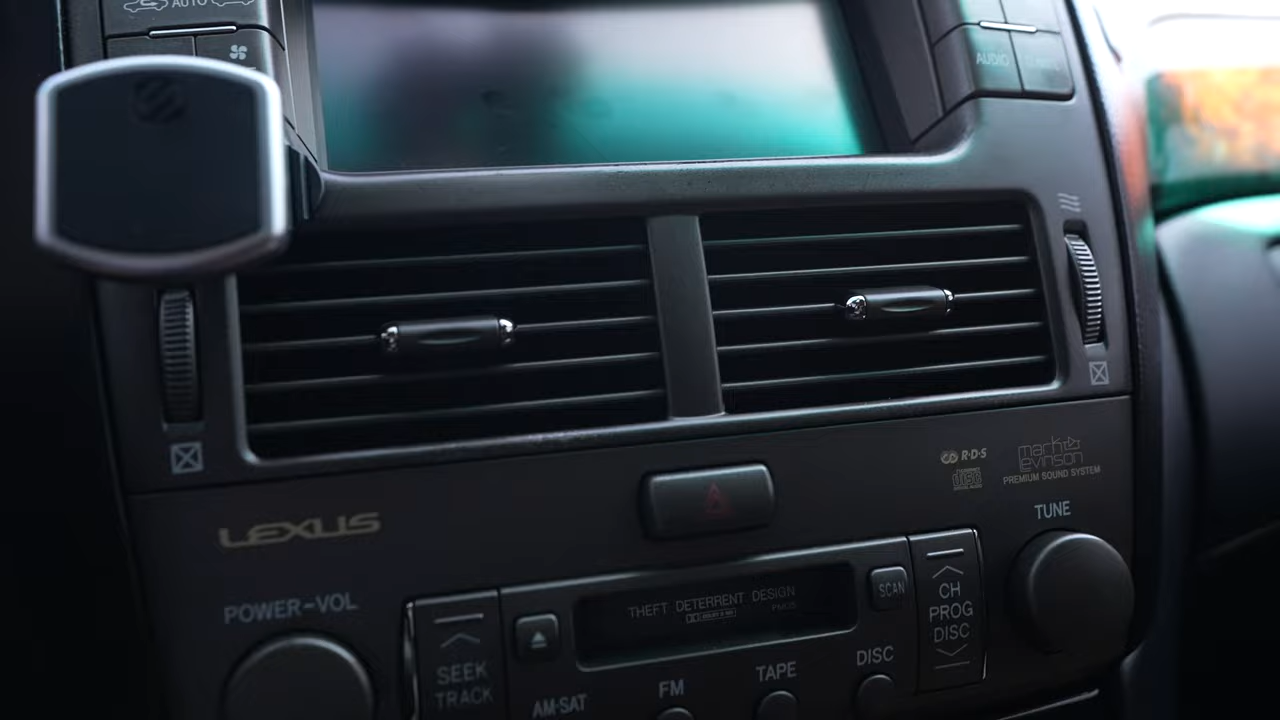 AUTO
AUDIO
R·D·S
mark
levinson
PREMIUM SOUND SYSTEM
LEXUS
TUNE
POWER-VOL
THEFT DETERRENT DESIGN
SCAN
CH
PROG
DISC
SEEK
TRACK
AM·SAT
FM
TAPE
DISC